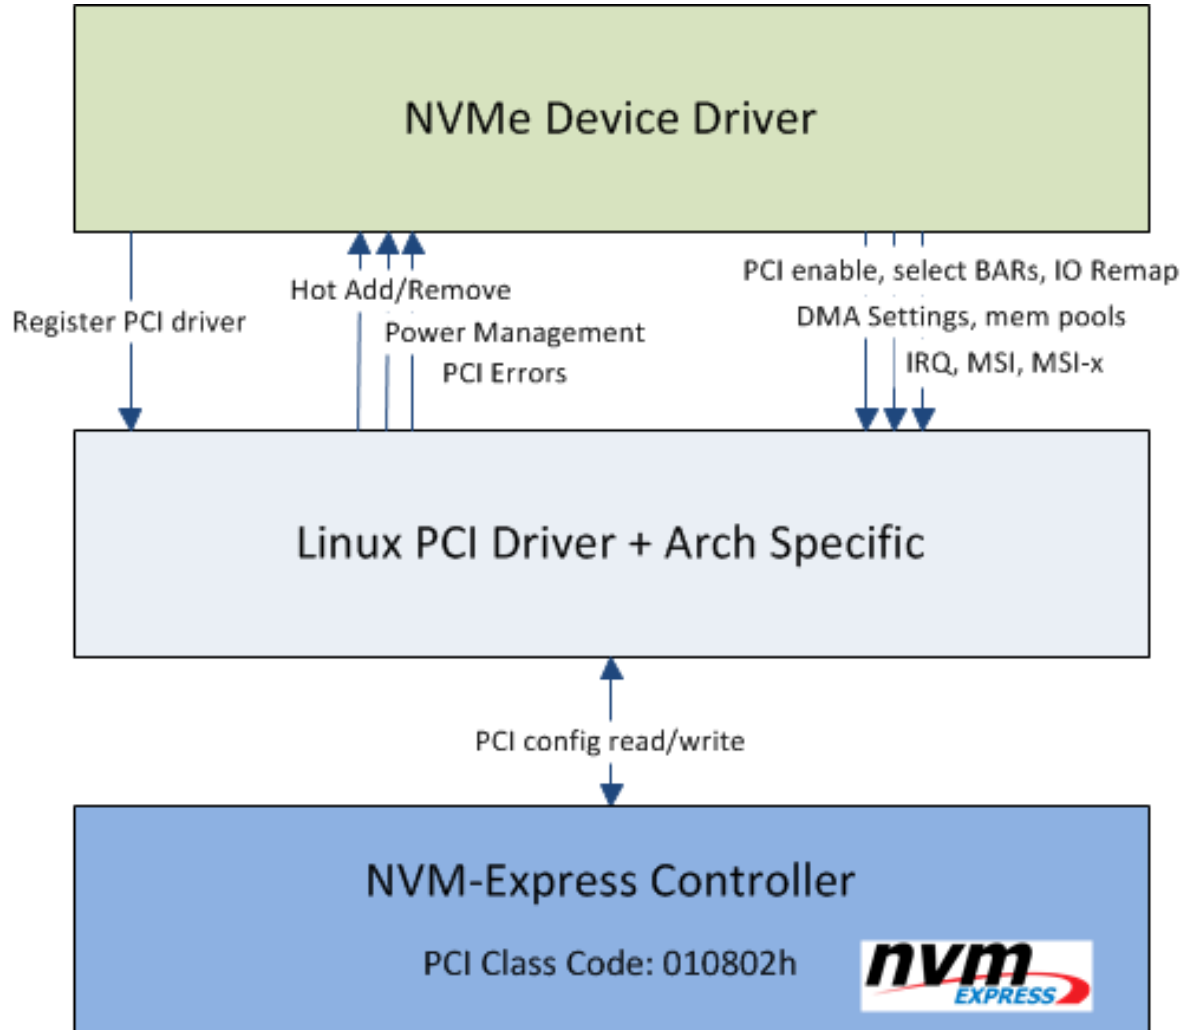 NVMe Device Driver
Register PCI driver
Hot Add/Remove
Power Management
PCI Errors
PCI enable, select BARs, IO Remap
DMA Settings, mem pools
IRQ, MSI, MSI-x
Linux PCI Driver + Arch Specific
PCI config read/write
NVM-Express Controller
PCI Class Code: 010802h
nvm
EXPRESS